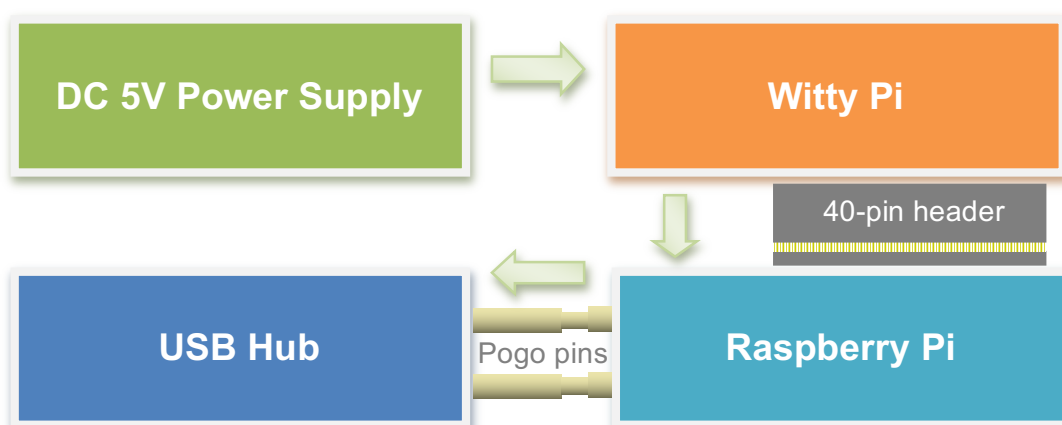 DC 5V Power Supply
Witty Pi
40-pin header
USB Hub
Pogo pins
Raspberry Pi